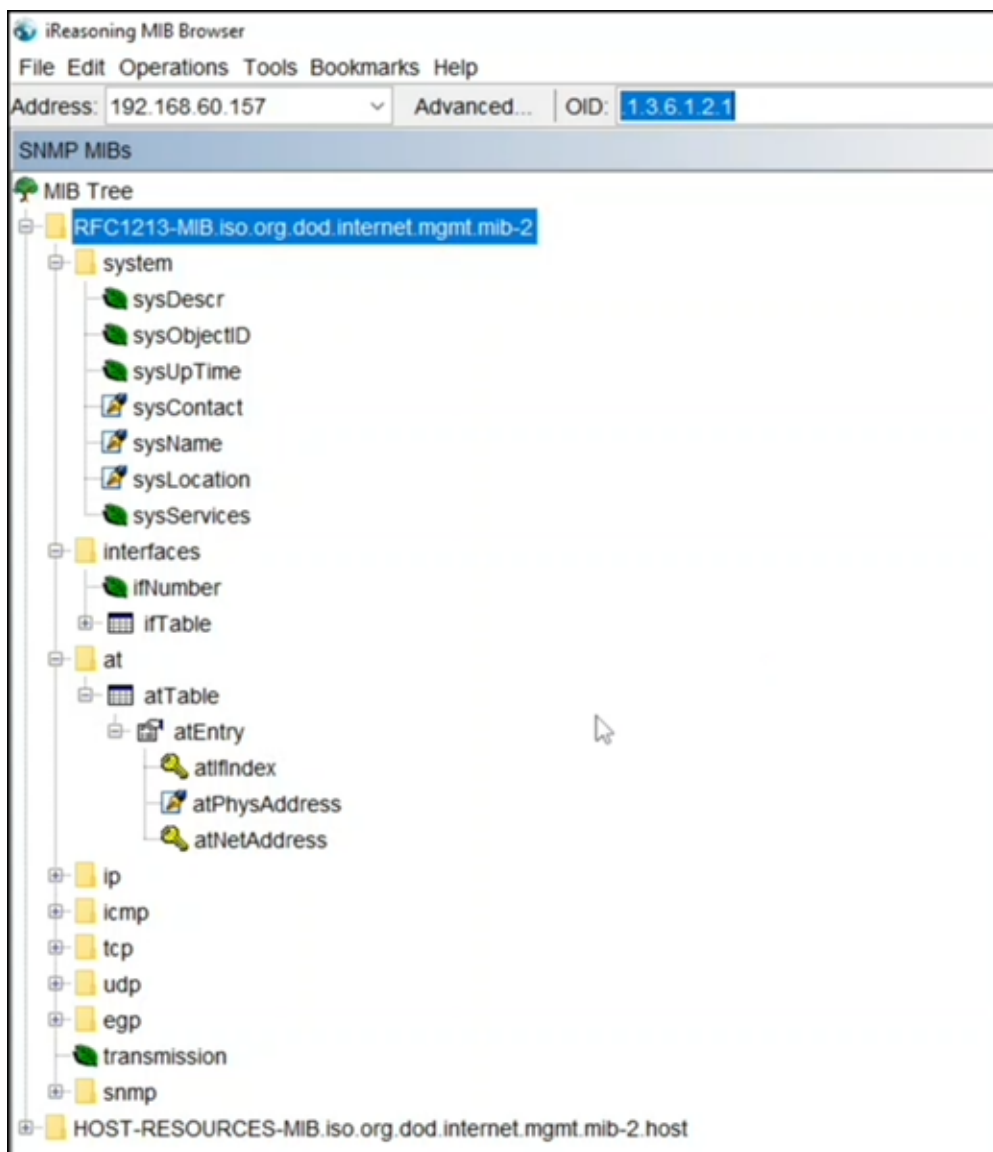 iReasoning MIB Browser
File Edit Operations Tools Bookmarks Help
Address: 192.168.60.157 Advanced... OID: .1.3.6.1.2.1
SNMP MIBs
MIB Tree
RFC1213-MIB.iso.org.dod.internet.mgmt.mib-2
system
sysDescr
sysObjectID
sysUpTime
sysContact
sysName
sysLocation
sysServices
interfaces
ifNumber
ifTable
at
atTable
atEntry
atIfIndex
atPhysAddress
atNetAddress
ip
icmp
tcp
udp
egp
transmission
snmp
HOST-RESOURCES-MIB.iso.org.dod.internet.mgmt.mib-2.host